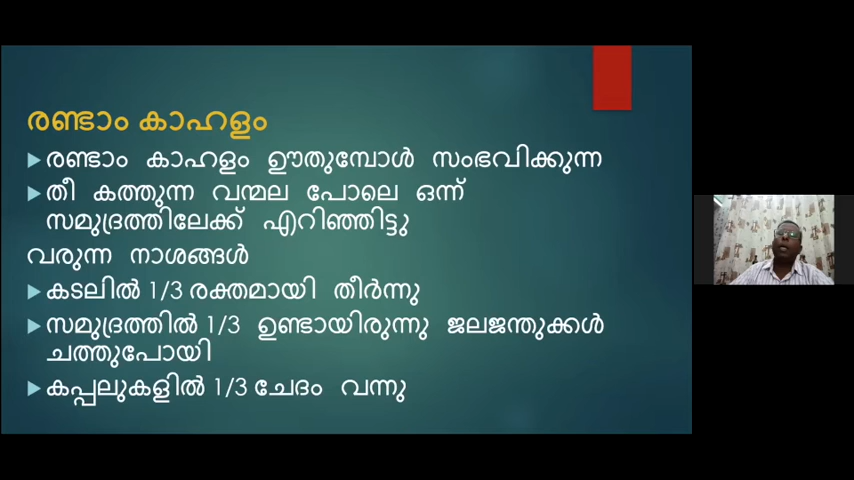 രണ്ടാം കാഹളം
രണ്ടാം കാഹളം ഊതുമ്പോൾ സംഭവിക്കുന്ന
തീ കത്തുന്ന വന്മല പോലെ ഒന്ന്
സമുദ്രത്തിലേക്ക് എറിഞ്ഞിട്ടു
വരുന്ന നാശങ്ങൾ
കടലിൽ 1/3 രക്തമായി തീർന്നു
സമുദ്രത്തിൽ 1/3 ഉണ്ടായിരുന്നു ജലജന്തുക്കൾ
ചത്തുപോയി
കപ്പലുകളിൽ 1/3 ചേദം വന്നു